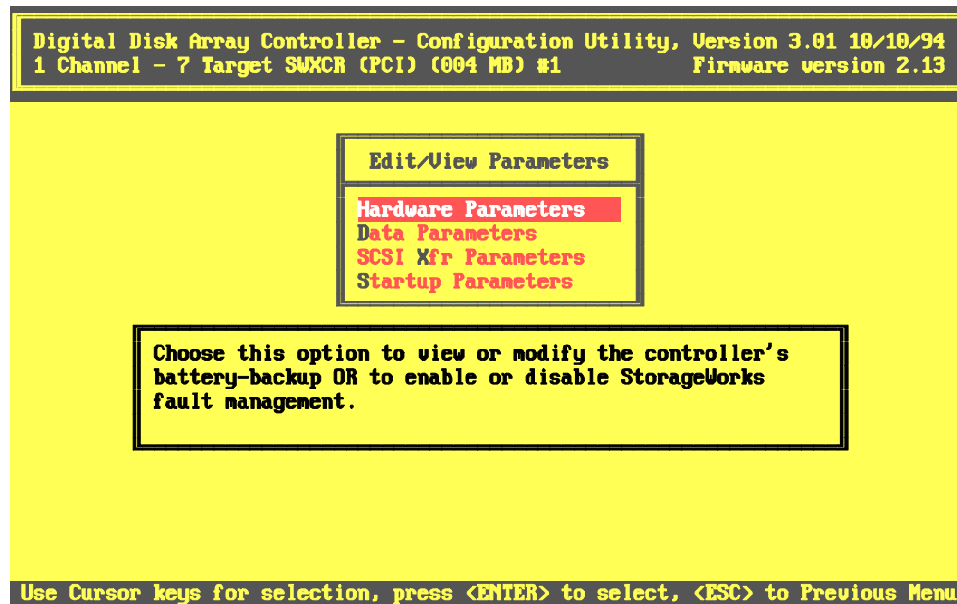 Digital Disk Array Controller - Configuration Utility, Version 3.01 10/10/94
1 Channel - 7 Target SWXCR (PCI) (004 MB) #1 Firmware version 2.13
Edit/View Parameters
Hardware Parameters
Data Parameters
SCSI Xfr Parameters
Startup Parameters
Choose this option to view or modify the controller's
battery-backup OR to enable or disable StorageWorks
fault management.
Use Cursor keys for selection, press <ENTER> to select, <ESC> to Previous Menu